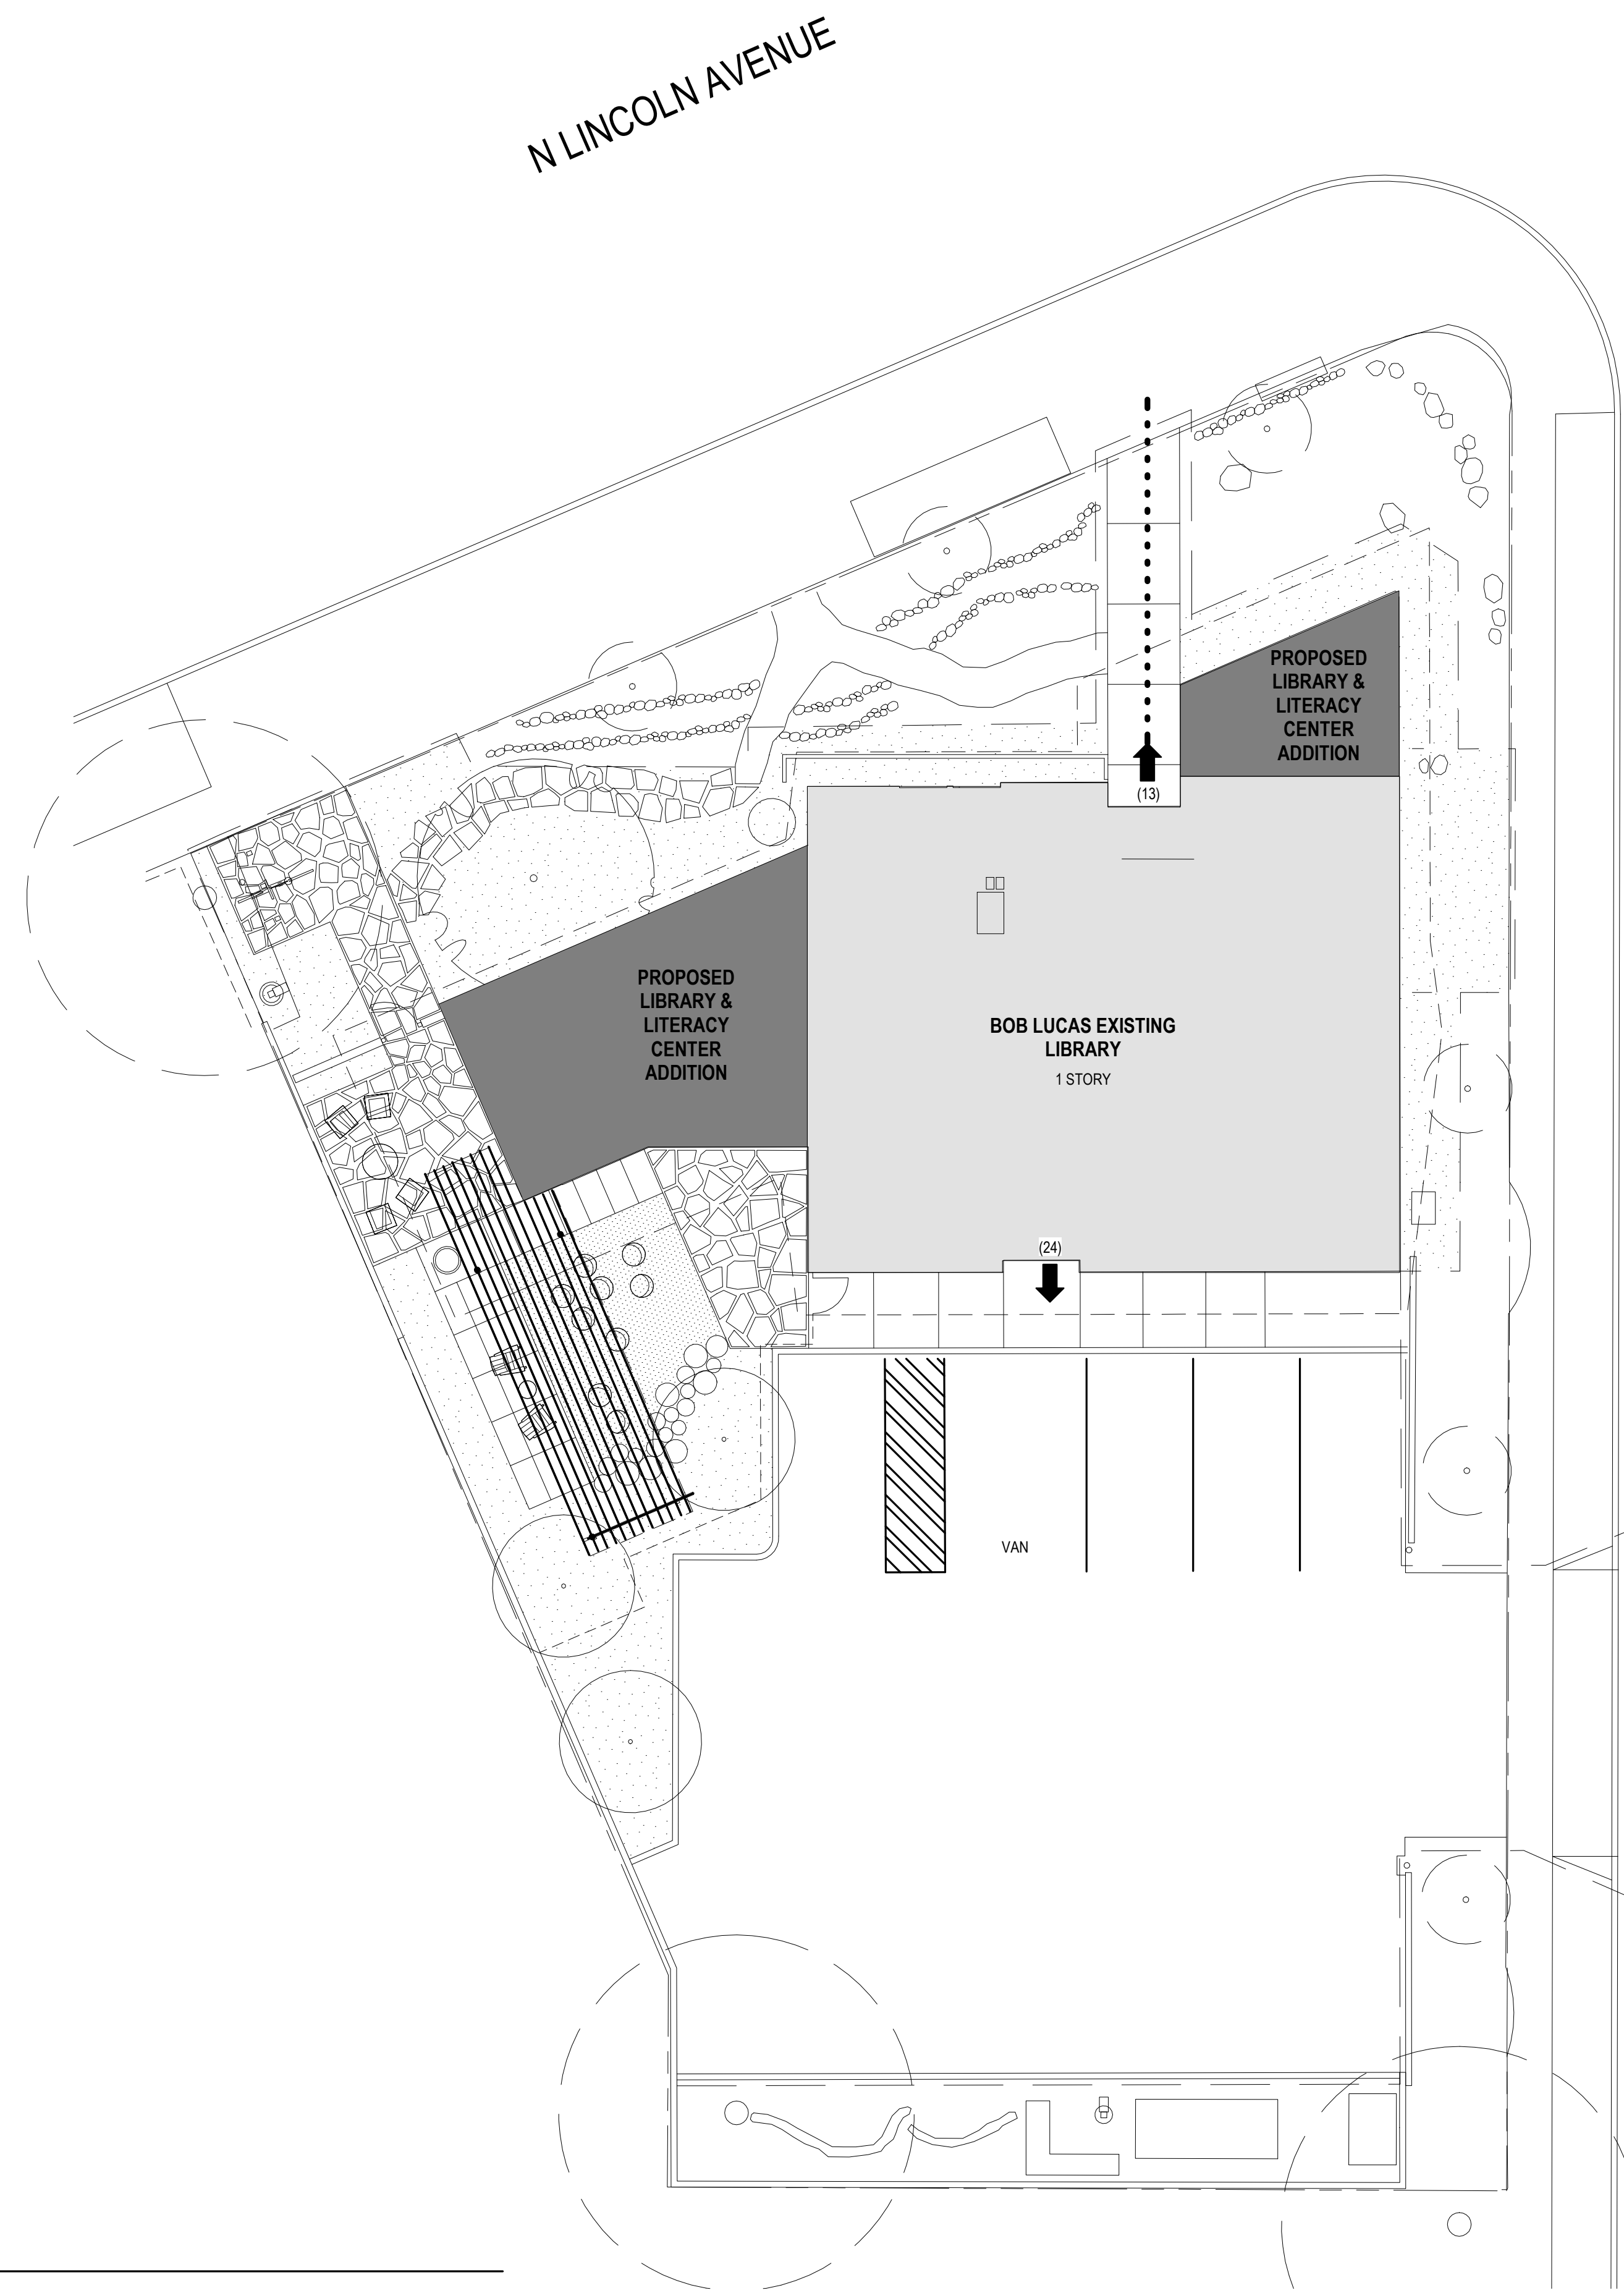 N LINCOLN AVENUE
PROPOSED
LIBRARY &
LITERACY
CENTER
ADDITION
(13)
PROPOSED
LIBRARY &
LITERACY
CENTER
ADDITION
BOB LUCAS EXISTING
LIBRARY
1 STORY
(24)
VAN